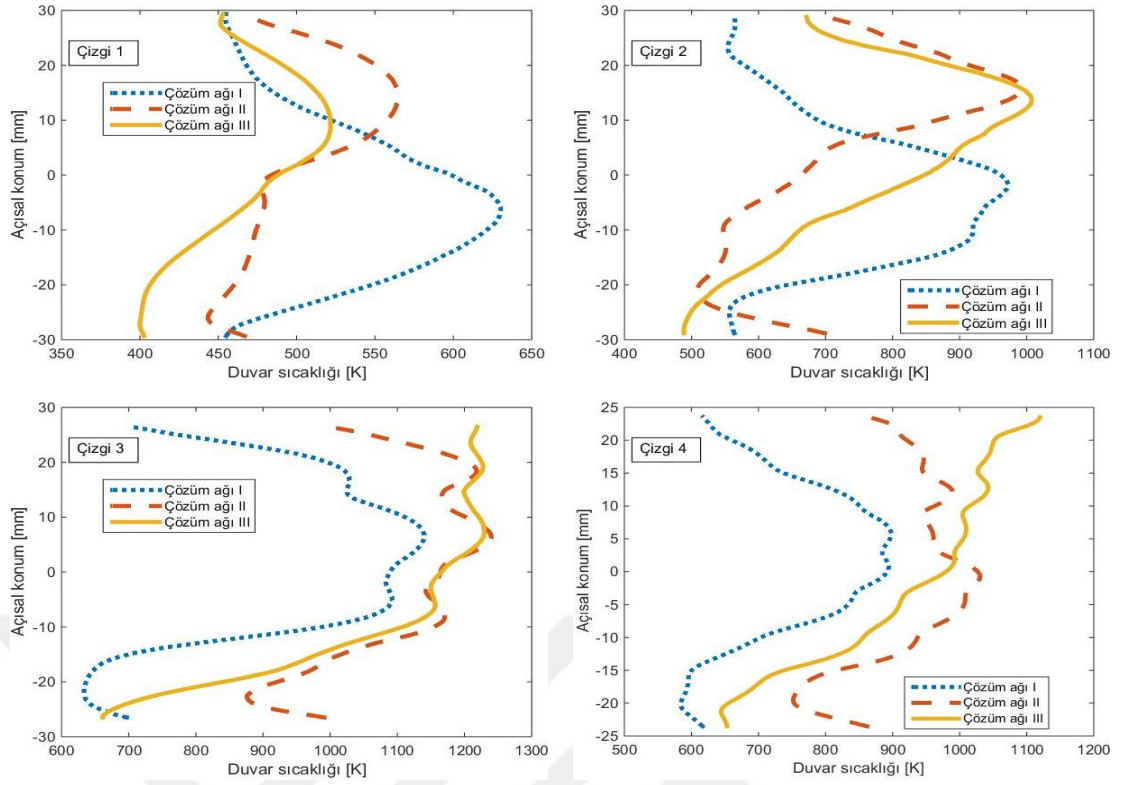 Çizgi 1
Çözüm ağı I
Çözüm ağı II
Çözüm ağı III
Açısal konum [mm]
30
20
10
0
-10
-20
-30
350
400
450
500
550
600
650
Duvar sıcaklığı [K]
Çizgi 2
Çözüm ağı I
Çözüm ağı II
Çözüm ağı III
Açısal konum [mm]
30
20
10
0
-10
-20
-30
400
500
600
700
800
900
1000
1100
Duvar sıcaklığı [K]
Çizgi 3
Çözüm ağı I
Çözüm ağı II
Çözüm ağı III
Açısal konum [mm]
30
20
10
0
-10
-20
-30
600
700
800
900
1000
1100
1200
1300
Duvar sıcaklığı [K]
Çizgi 4
Çözüm ağı I
Çözüm ağı II
Çözüm ağı III
Açısal konum [mm]
25
20
15
10
5
0
-5
-10
-15
-20
-25
500
600
700
800
900
1000
1100
1200
Duvar sıcaklığı [K]